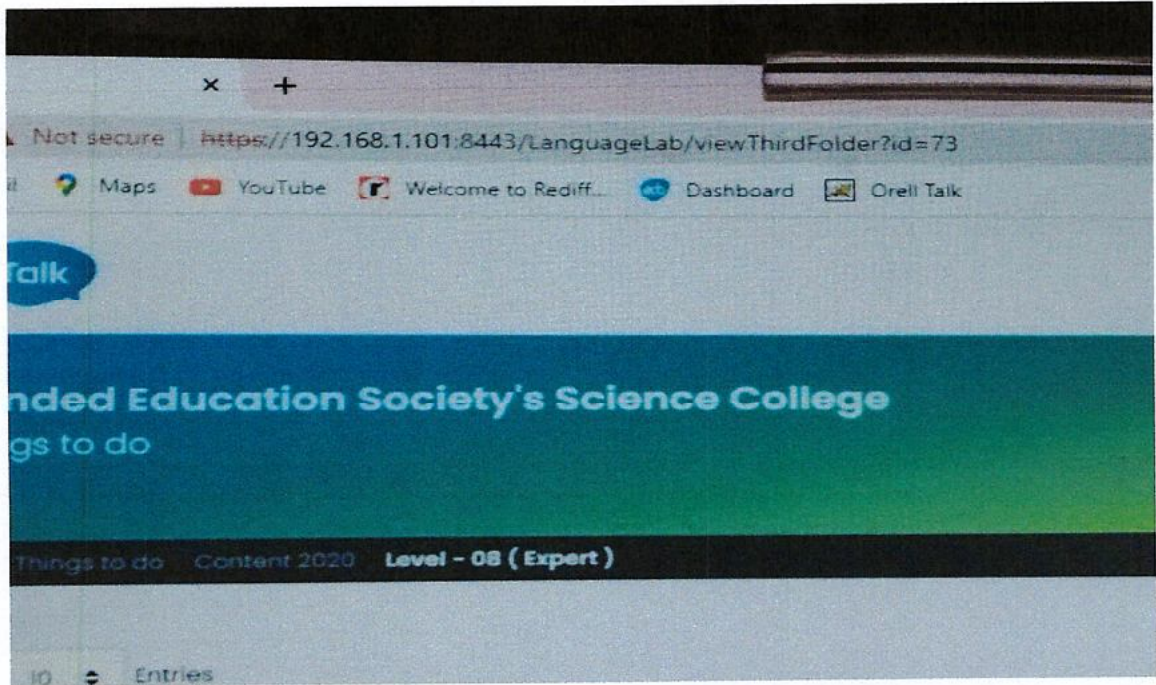 × +
Not secure | https://192.168.1.101:8443/LanguageLab/viewThirdFolder?id=73
Maps YouTube Welcome to Rediff... Dashboard Orell Talk
Talk
nded Education Society's Science College
gs to do
Things to do Content 2020 Level - 08 ( Expert )
10 Entries